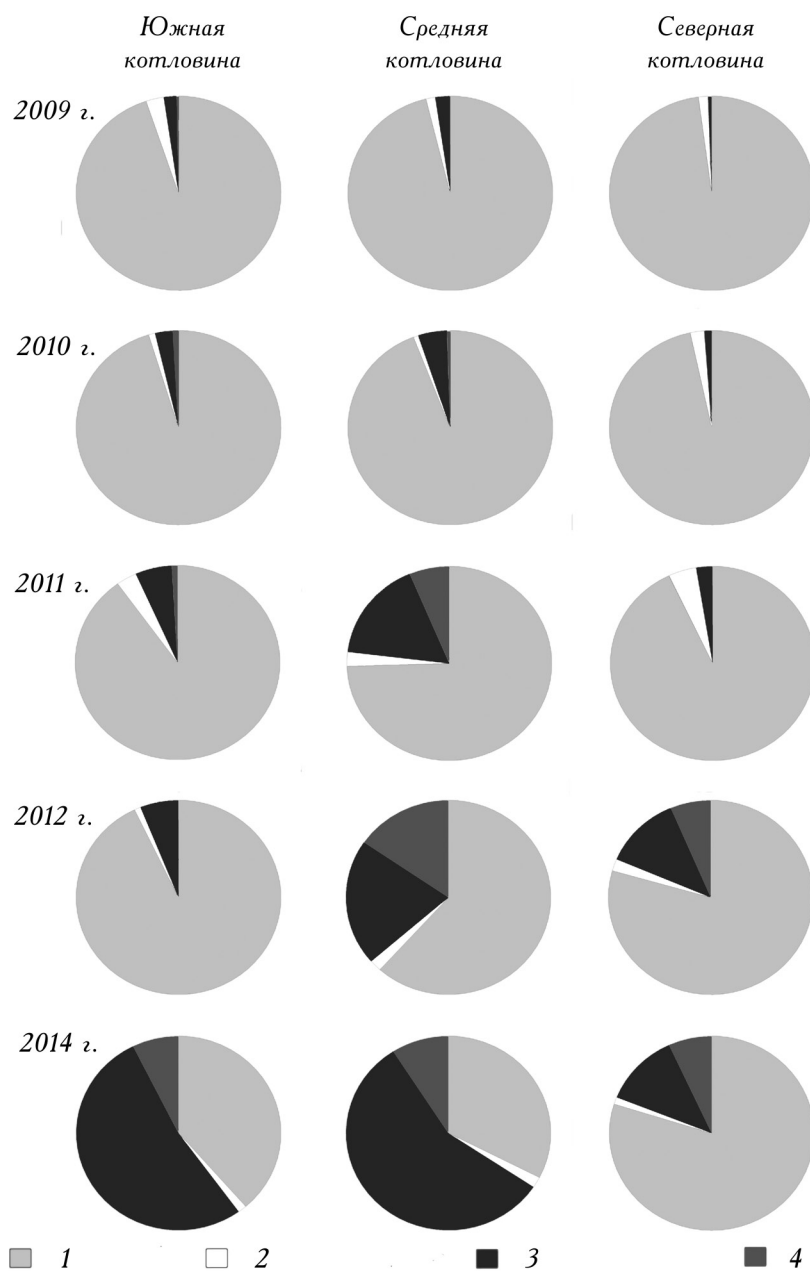 Южная
котловина
Средняя
котловина
Северная
котловина
2009 г.
2010 г.
2011 г.
2012 г.
2014 г.
1
2
3
4